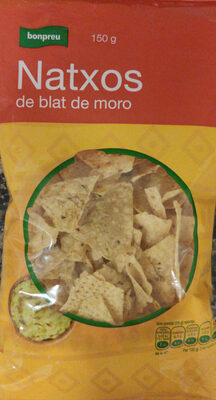 bonpreu
150 g
Natxos
de blat de moro